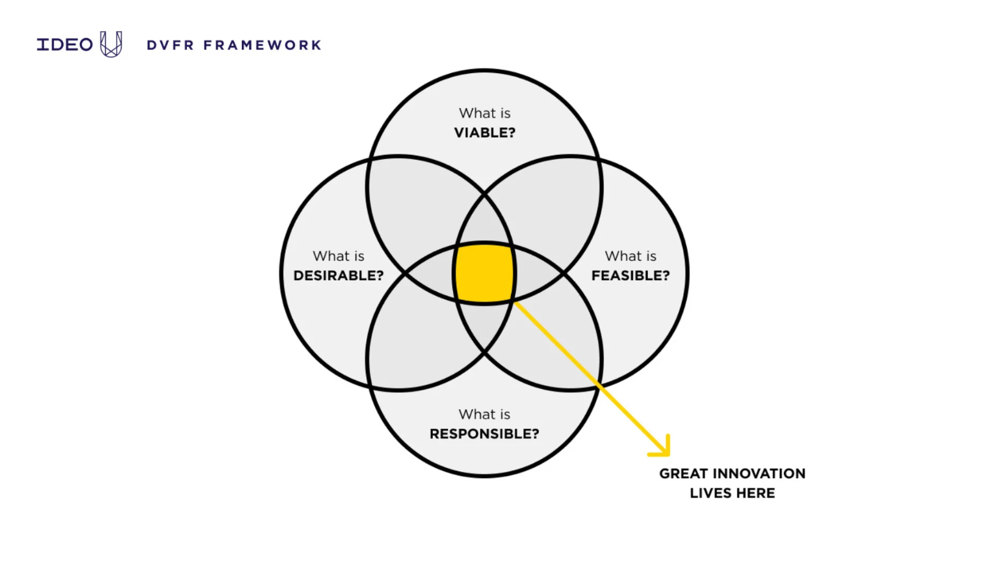 IDEO U DVFR FRAMEWORK
What is
VIABLE?
What is
DESIRABLE?
What is
FEASIBLE?
What is
RESPONSIBLE?
GREAT INNOVATION
LIVES HERE